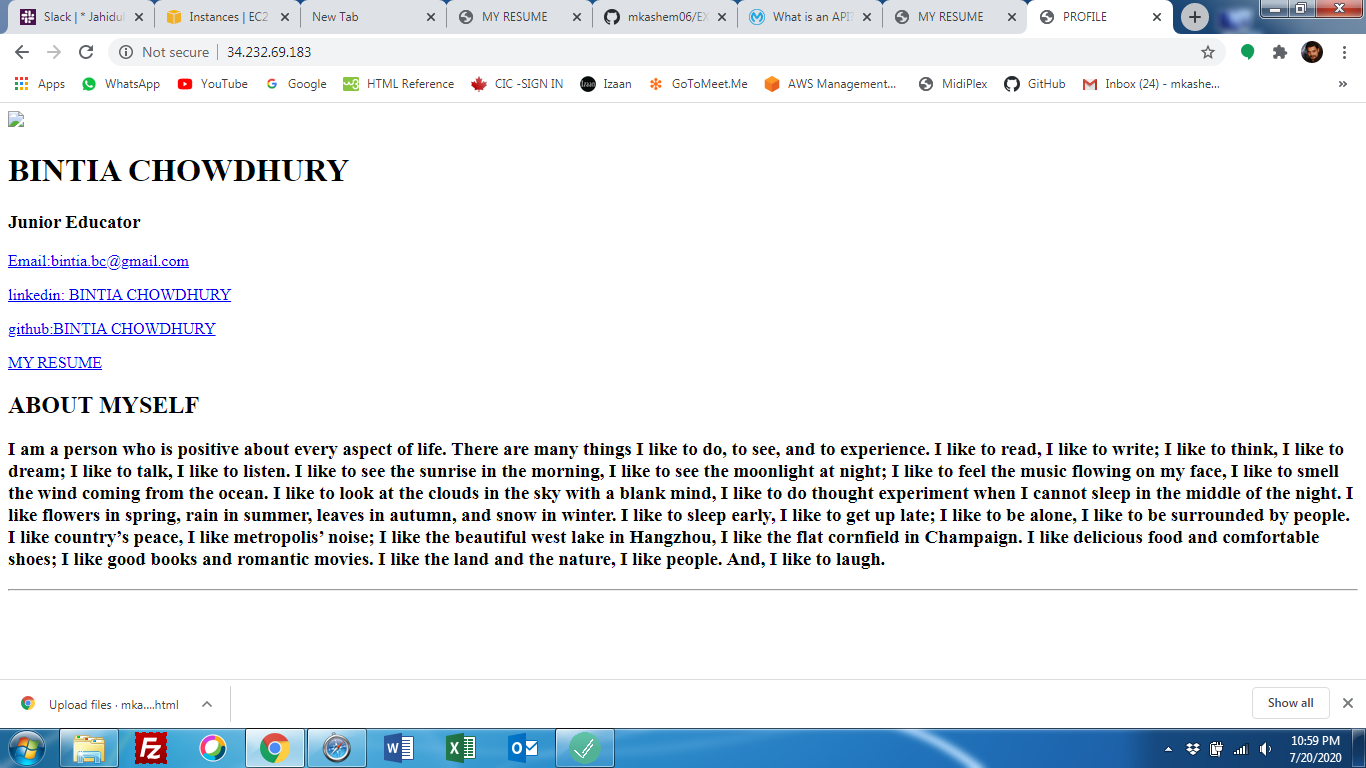 Slack | * Jahidul
Instances | EC2
New Tab
MY RESUME
mkashem06/EX
What is an API?
MY RESUME
PROFILE
Not secure
34.232.69.183
Apps
WhatsApp
YouTube
Google
HTML Reference
CIC -SIGN IN
Izaan
GoToMeet.Me
AWS Management...
MidiPlex
GitHub
Inbox (24) - mkashe...
BINTIA CHOWDHURY
Junior Educator
Email:bintia.bc@gmail.com
linkedin: BINTIA CHOWDHURY
github:BINTIA CHOWDHURY
MY RESUME
ABOUT MYSELF
I am a person who is positive about every aspect of life. There are many things I like to do, to see, and to experience. I like to read, I like to write; I like to think, I like to
dream; I like to talk, I like to listen. I like to see the sunrise in the morning, I like to see the moonlight at night; I like to feel the music flowing on my face, I like to smell
the wind coming from the ocean. I like to look at the clouds in the sky with a blank mind, I like to do thought experiment when I cannot sleep in the middle of the night. I
like flowers in spring, rain in summer, leaves in autumn, and snow in winter. I like to sleep early, I like to get up late; I like to be alone, I like to be surrounded by people.
I like country’s peace, I like metropolis’ noise; I like the beautiful west lake in Hangzhou, I like the flat cornfield in Champaign. I like delicious food and comfortable
shoes; I like good books and romantic movies. I like the land and the nature, I like people. And, I like to laugh.
Upload files · mka....html
Show all
10:59 PM
7/20/2020